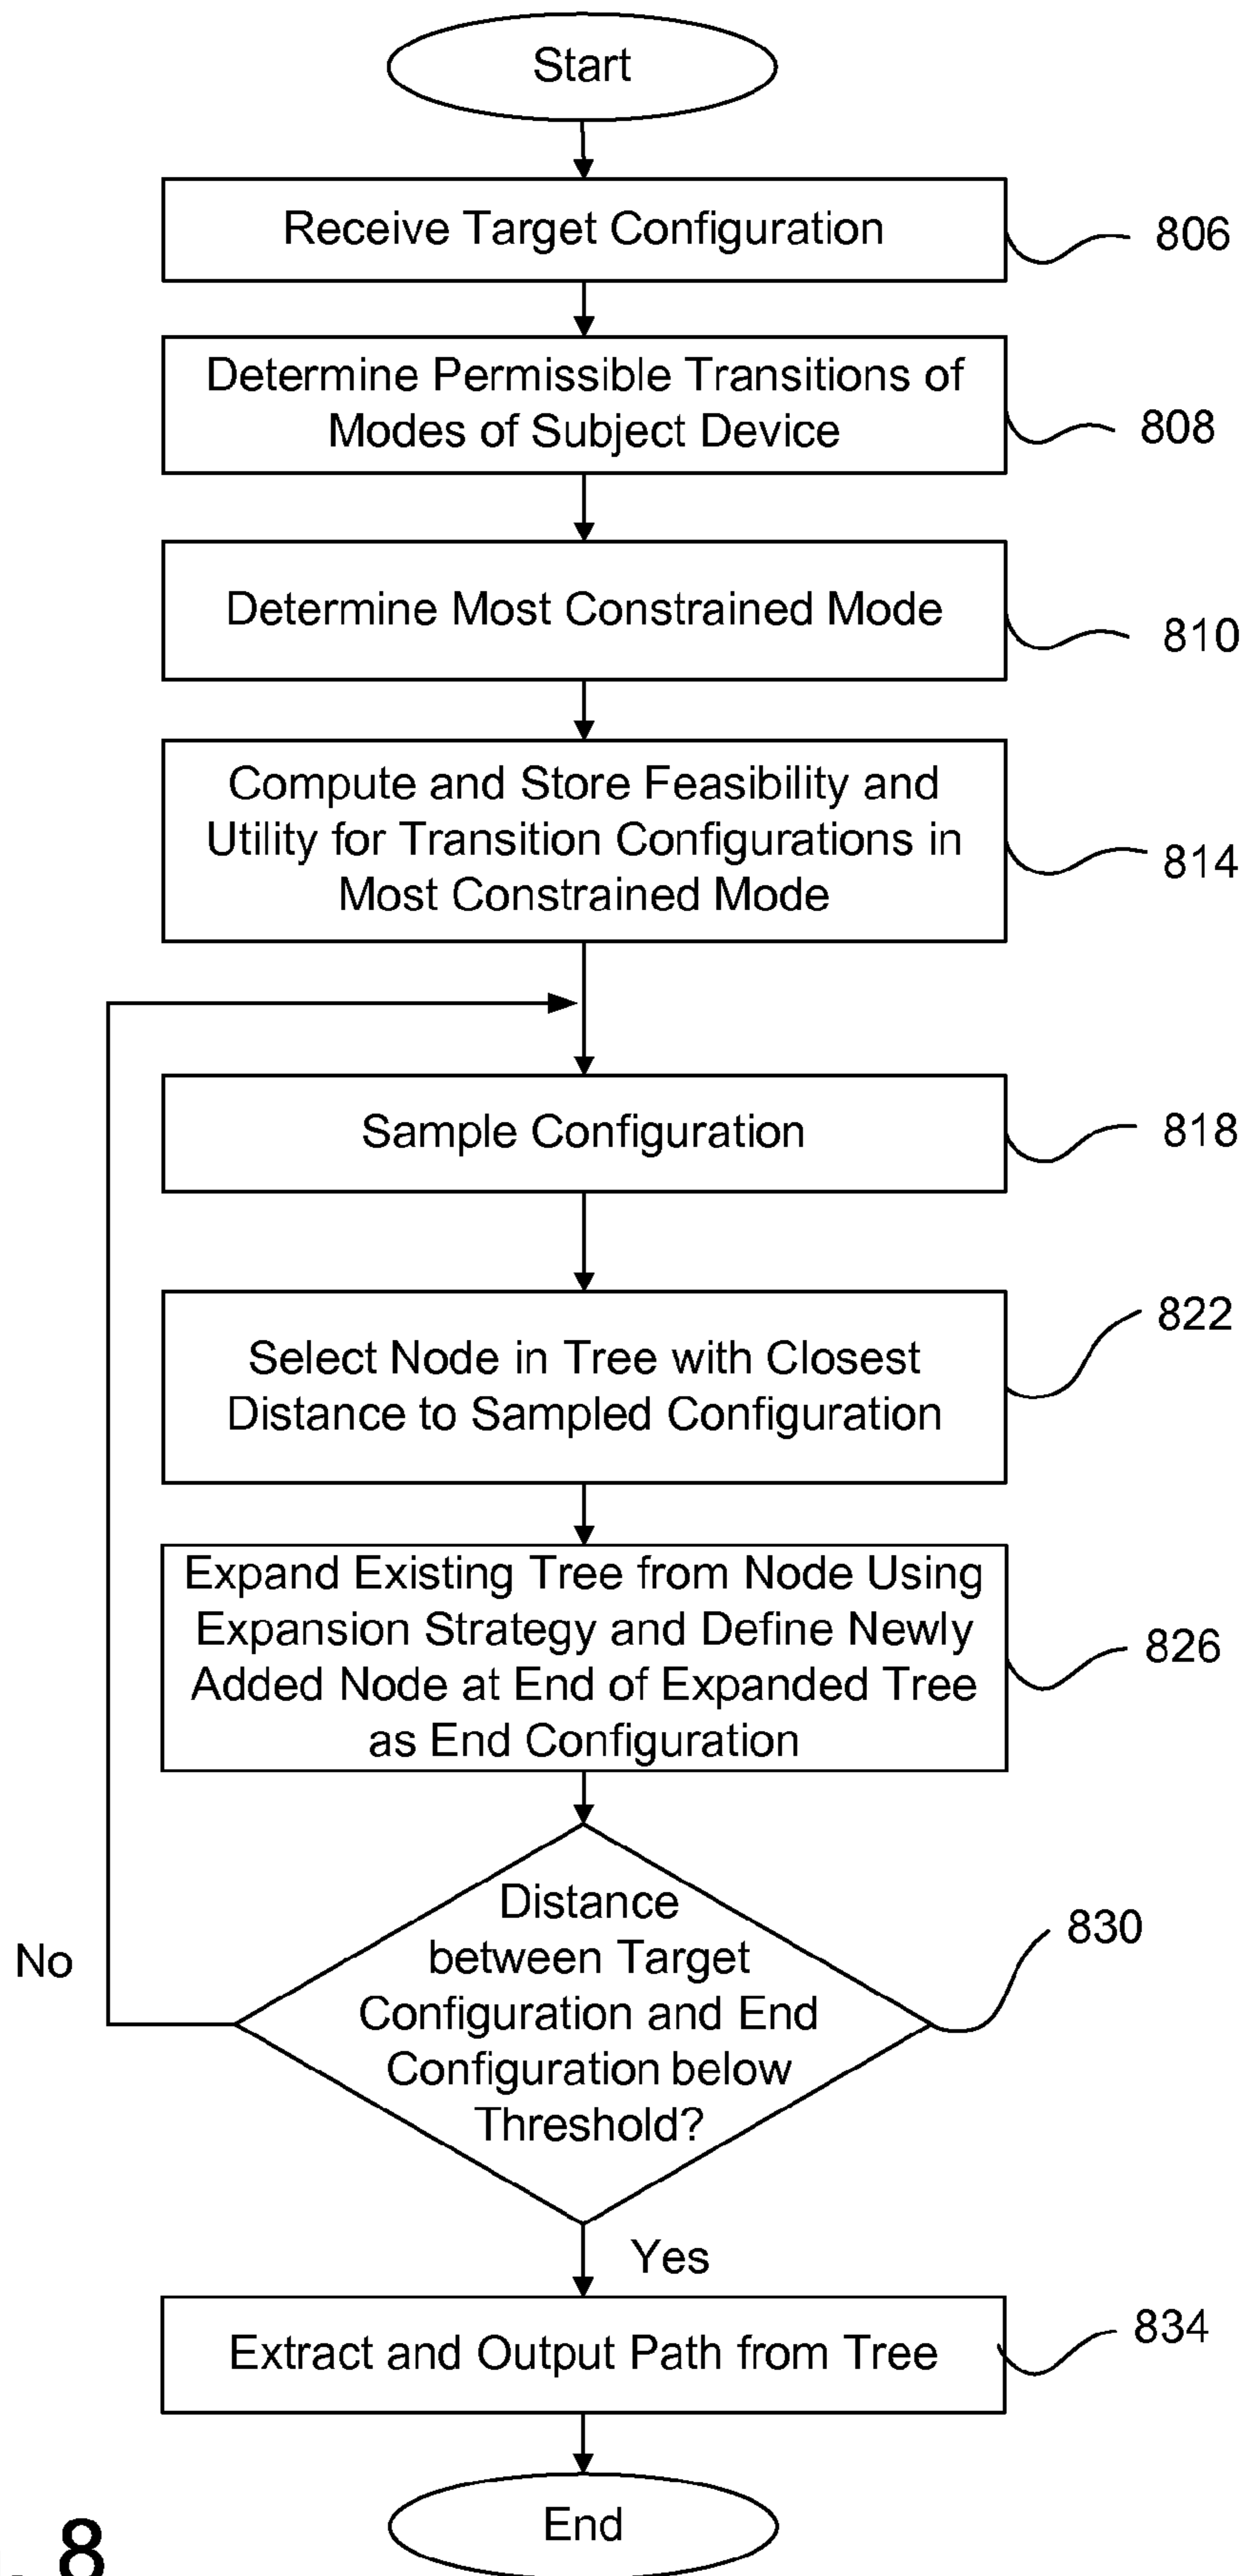 Start
Receive Target Configuration
806
Determine Permissible Transitions of
Modes of Subject Device
808
Determine Most Constrained Mode
810
Compute and Store Feasibility and
Utility for Transition Configurations in
Most Constrained Mode
814
Sample Configuration
818
Select Node in Tree with Closest
Distance to Sampled Configuration
822
Expand Existing Tree from Node Using
Expansion Strategy and Define Newly
Added Node at End of Expanded Tree
as End Configuration
826
Distance
between Target
Configuration and End
Configuration below
Threshold?
830
No
Yes
Extract and Output Path from Tree
834
End
. 8